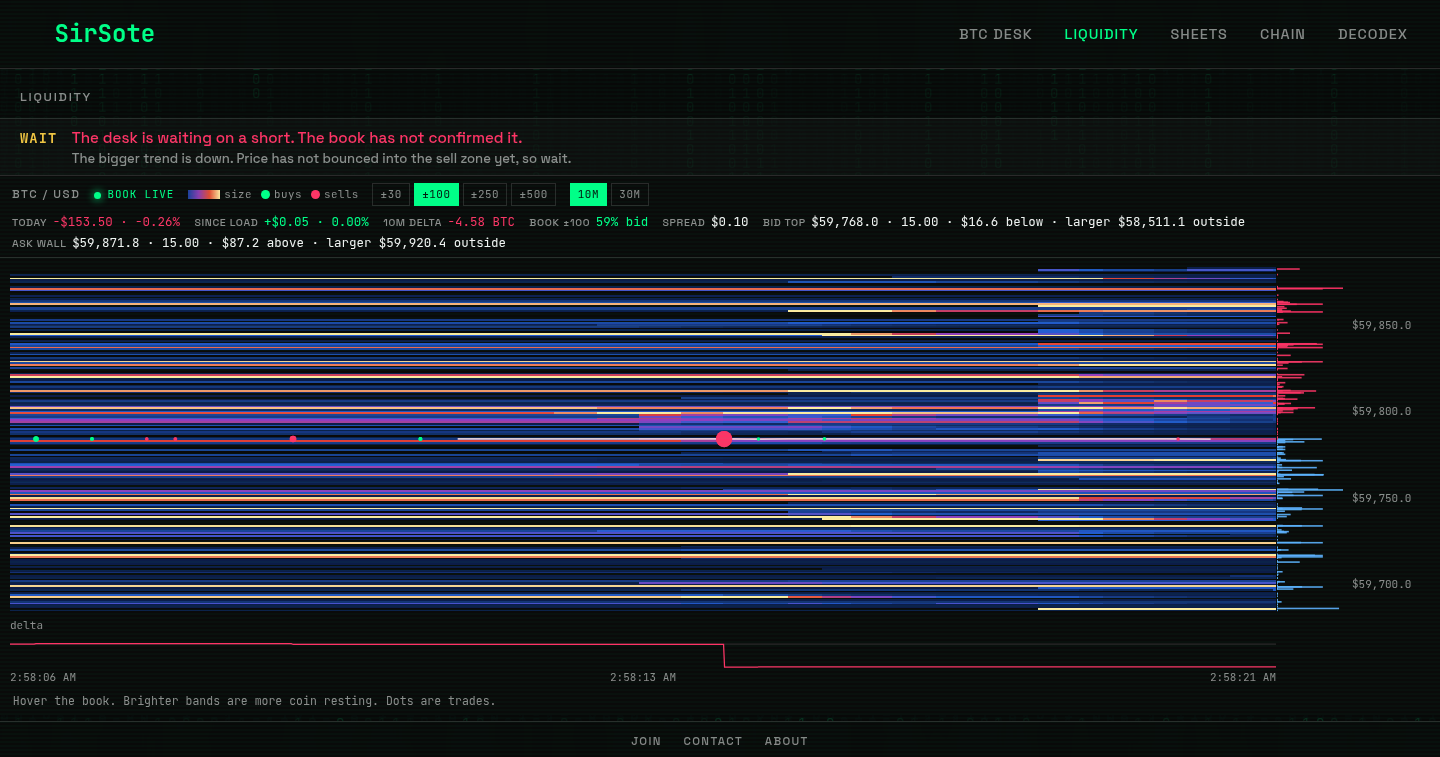 SirSote
BTC DESK LIQUIDITY SHEETS CHAIN DECODEX
LIQUIDITY
WAIT The desk is waiting on a short. The book has not confirmed it.
The bigger trend is down. Price has not bounced into the sell zone yet, so wait.
BTC / USD BOOK LIVE size buys sells ±30 ±100 ±250 ±500 10M 30M
TODAY -$153.50 · -0.26% SINCE LOAD +$0.05 · 0.00% 10M DELTA -4.58 BTC BOOK ±100 59% bid SPREAD $0.10 BID TOP $59,768.0 · 15.00 · $16.6 below · larger $58,511.1 outside
ASK WALL $59,871.8 · 15.00 · $87.2 above · larger $59,920.4 outside
$59,850.0
$59,800.0
$59,750.0
$59,700.0
delta
2:58:06 AM 2:58:13 AM 2:58:21 AM
Hover the book. Brighter bands are more coin resting. Dots are trades.
JOIN CONTACT ABOUT